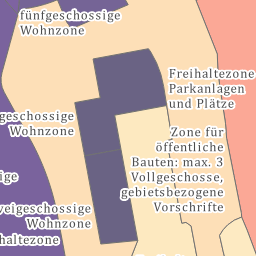 fünfgeschossige
Wohnzone
Freihaltezone
Parkanlagen
und Plätze
geschossige
Wohnzone
Zone für
öffentliche
Bauten: max. 3
Vollgeschosse,
gebietsbezogene
Vorschrifte
ige
weigeschossige
Wohnzone
haltezone